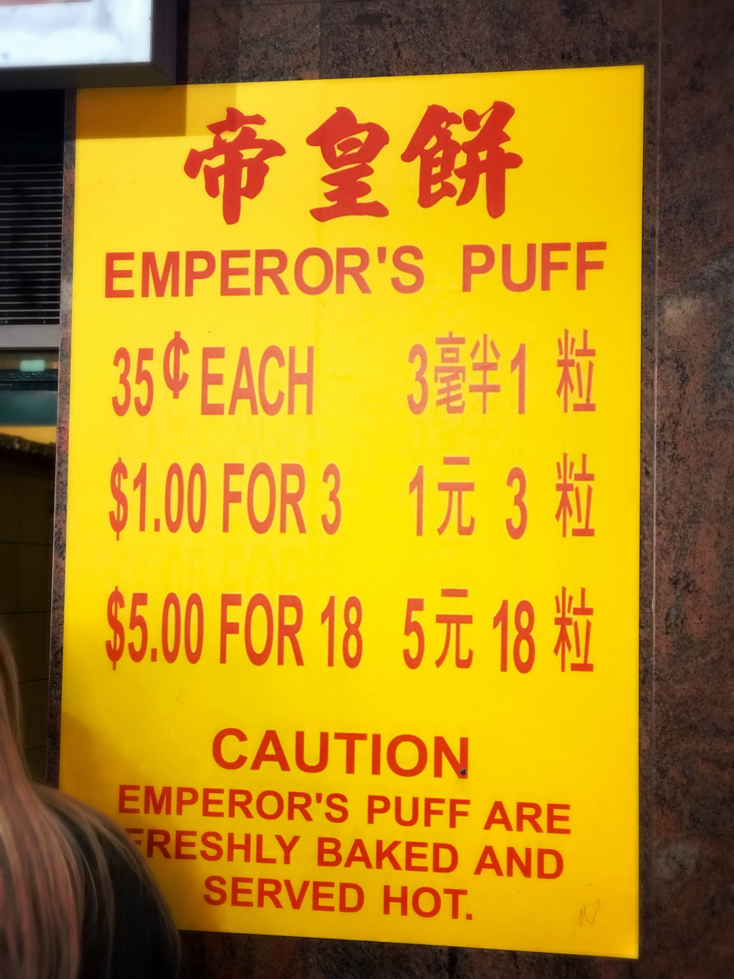 帝皇餅
EMPEROR'S PUFF
35¢ EACH 3毫半1 粒
$1.00 FOR 3 1元 3 粒
$5.00 FOR 18 5元 18 粒
CAUTION
EMPEROR'S PUFF ARE
FRESHLY BAKED AND
SERVED HOT.